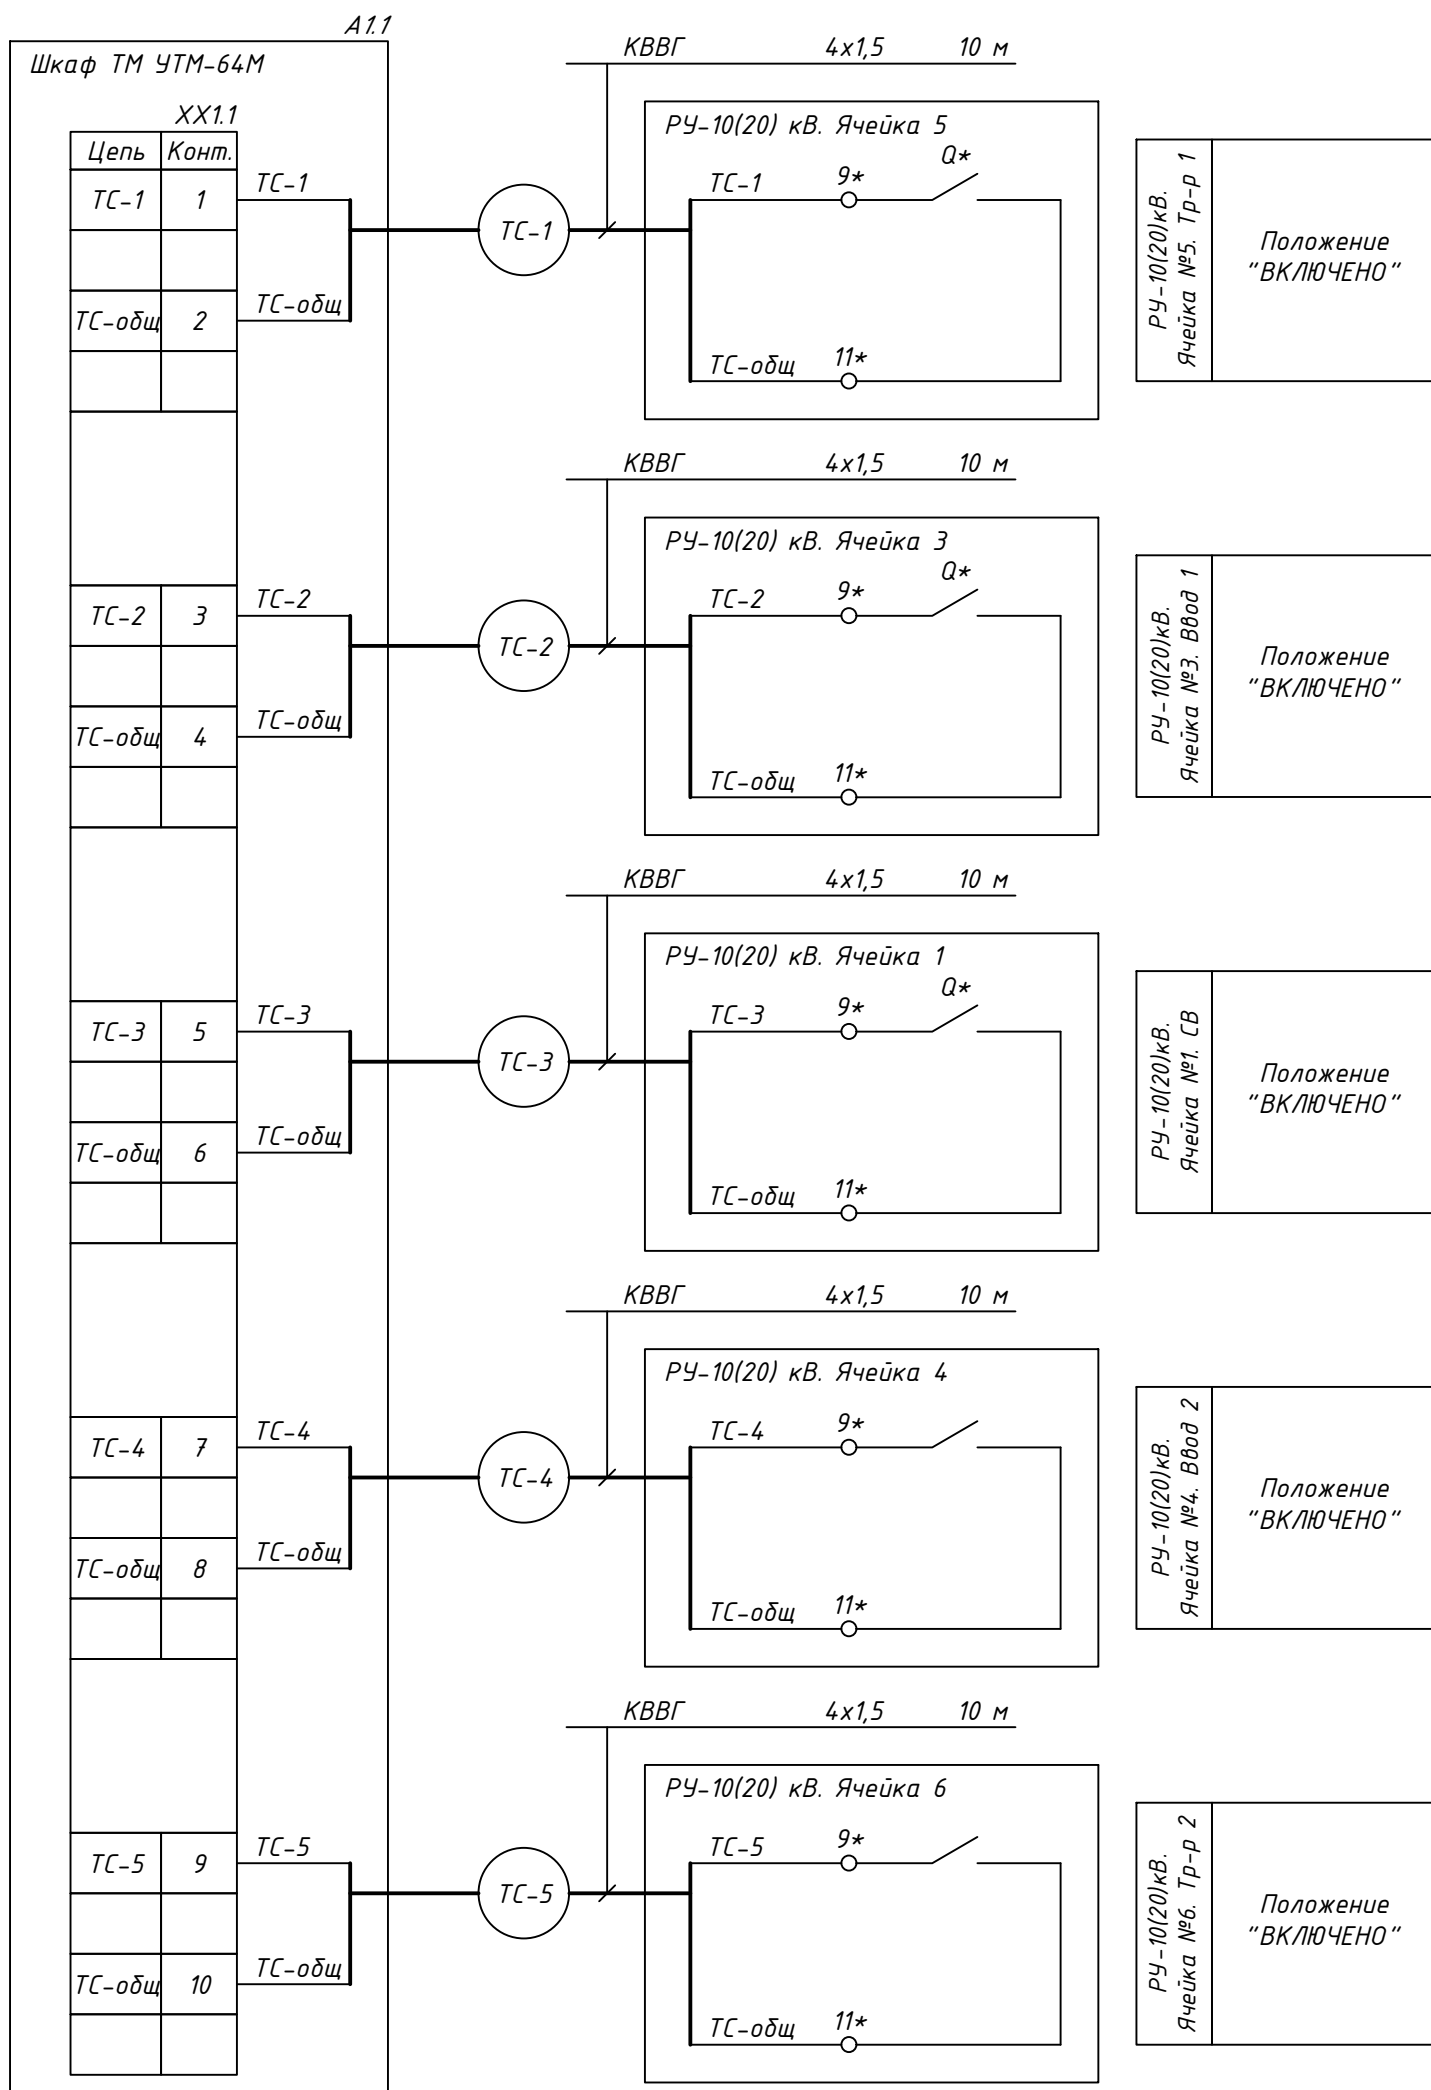 А1.1
Шкаф ТМ УТМ-64М
ХХ1.1
Цепь Конт.
ТС-1 1
ТС-общ 2
ТС-1
ТС-общ
ТС-1
КВВГ 4х1,5 10 м
РУ-10(20) кВ. Ячейка 5
ТС-1 9* Q*
ТС-общ 11*
РУ-10(20)кВ.
Ячейка №5. Тр-р 1
Положение
"ВКЛЮЧЕНО"
ТС-2 3
ТС-общ 4
ТС-2
ТС-общ
ТС-2
КВВГ 4х1,5 10 м
РУ-10(20) кВ. Ячейка 3
ТС-2 9* Q*
ТС-общ 11*
РУ-10(20)кВ.
Ячейка №3. Ввод 1
Положение
"ВКЛЮЧЕНО"
ТС-3 5
ТС-общ 6
ТС-3
ТС-общ
ТС-3
КВВГ 4х1,5 10 м
РУ-10(20) кВ. Ячейка 1
ТС-3 9* Q*
ТС-общ 11*
РУ-10(20)кВ.
Ячейка №1. СВ
Положение
"ВКЛЮЧЕНО"
ТС-4 7
ТС-общ 8
ТС-4
ТС-общ
ТС-4
КВВГ 4х1,5 10 м
РУ-10(20) кВ. Ячейка 4
ТС-4 9*
ТС-общ 11*
РУ-10(20)кВ.
Ячейка №4. Ввод 2
Положение
"ВКЛЮЧЕНО"
ТС-5 9
ТС-общ 10
ТС-5
ТС-общ
ТС-5
КВВГ 4х1,5 10 м
РУ-10(20) кВ. Ячейка 6
ТС-5 9*
ТС-общ 11*
РУ-10(20)кВ.
Ячейка №6. Тр-р 2
Положение
"ВКЛЮЧЕНО"